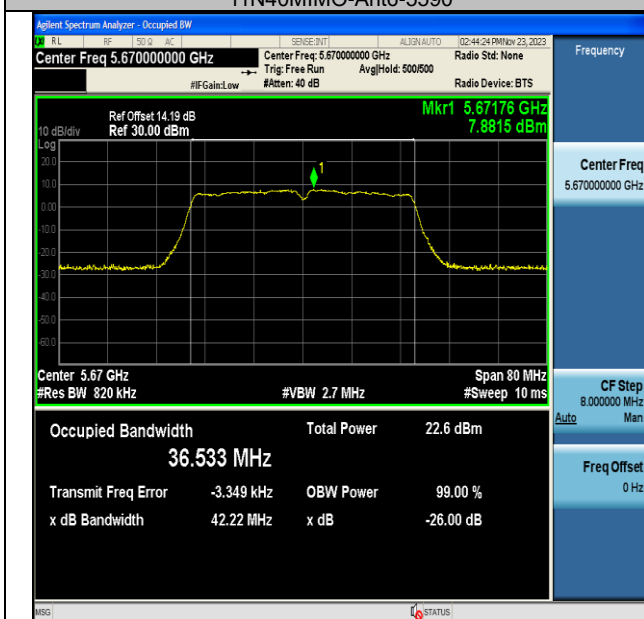 Agilent Spectrum Analyzer - Occupied BW
RL RF 50 Ω AC SENSE:INT ALIGN AUTO 02:44:24 PM Nov 23, 2023
Center Freq 5.670000000 GHz Center Freq: 5.670000000 GHz Radio Std: None Frequency
Trig: Free Run Avg|Hold: 500/500
#IFGain:Low #Atten: 40 dB Radio Device: BTS
Ref Offset 14.19 dB Mkr1 5.67176 GHz
10 dB/div Ref 30.00 dBm 7.8815 dBm
Log
20.0
1
10.0
0.00
-10.0
-20.0
-30.0
-40.0
-50.0
-60.0
Center Freq
5.670000000 GHz
Center 5.67 GHz Span 80 MHz
#Res BW 820 kHz #VBW 2.7 MHz #Sweep 10 ms
CF Step
8.000000 MHz
Auto Man
Occupied Bandwidth Total Power 22.6 dBm
36.533 MHz
Freq Offset
0 Hz
Transmit Freq Error -3.349 kHz OBW Power 99.00 %
x dB Bandwidth 42.22 MHz x dB -26.00 dB
MSG STATUS